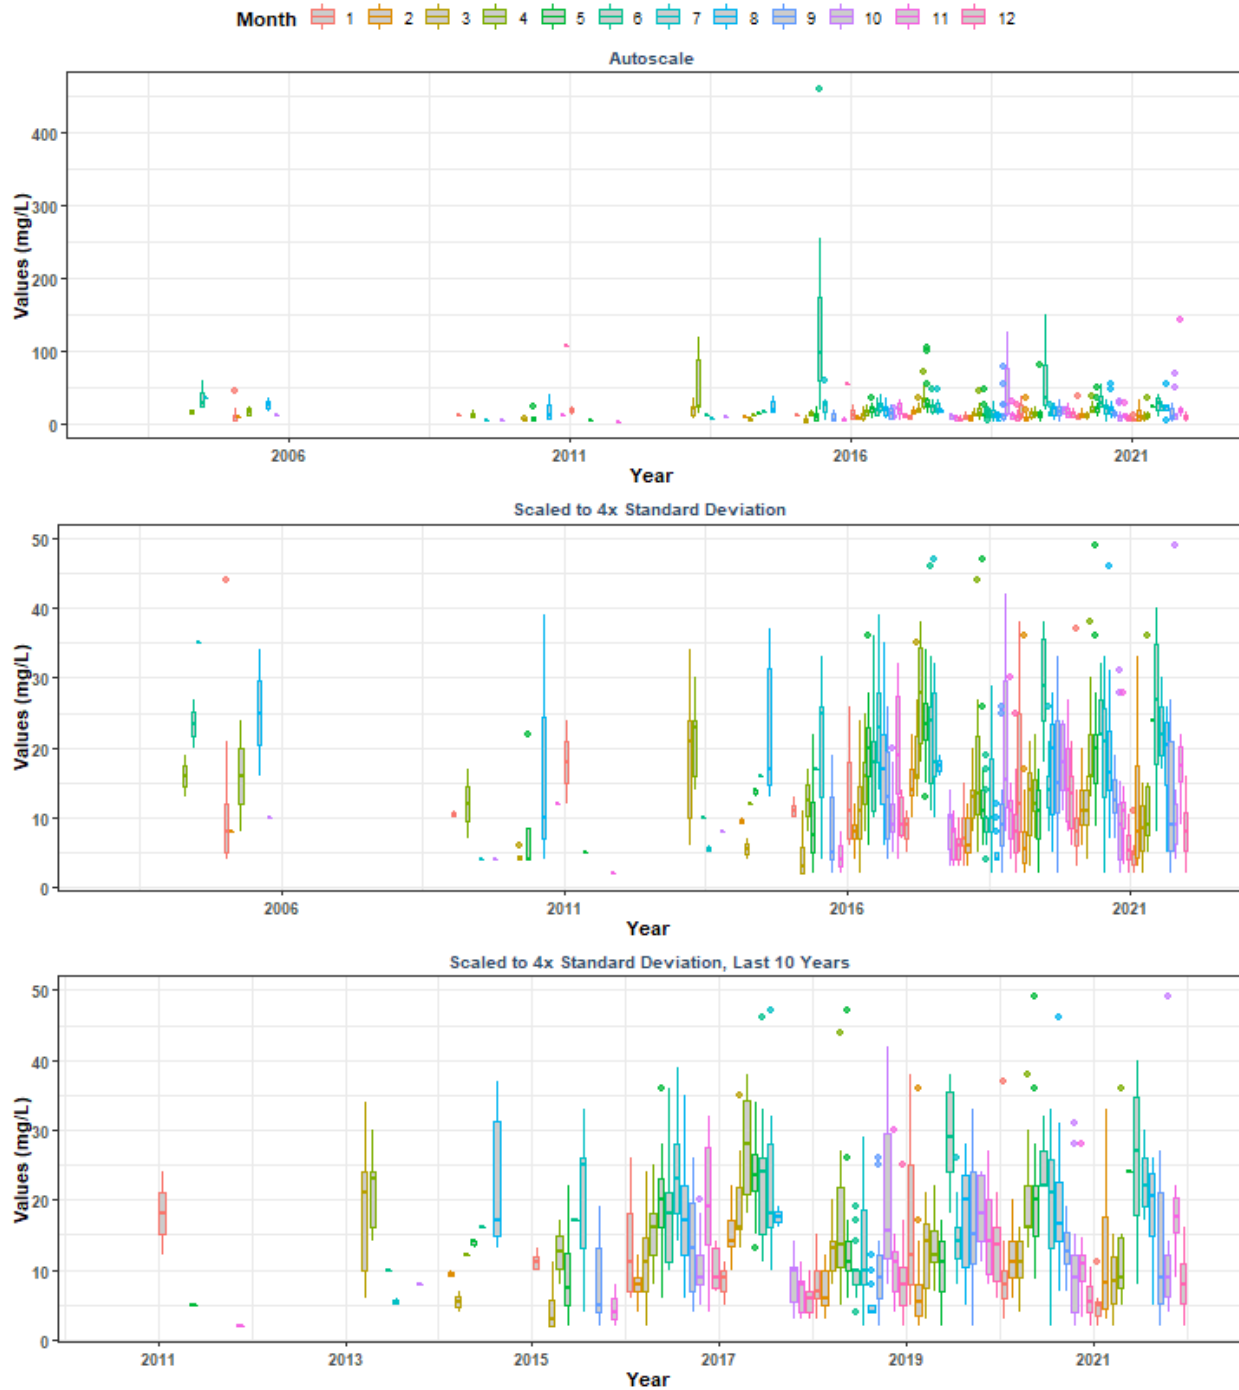 Month 1 2 3 4 5 6 7 8 9 10 11 12
Autoscale
Values (mg/L)
400
300
200
100
0
2006 2011 2016 2021
Year
Scaled to 4x Standard Deviation
Values (mg/L)
50
40
30
20
10
0
2006 2011 2016 2021
Year
Scaled to 4x Standard Deviation, Last 10 Years
Values (mg/L)
50
40
30
20
10
0
2011 2013 2015 2017 2019 2021
Year